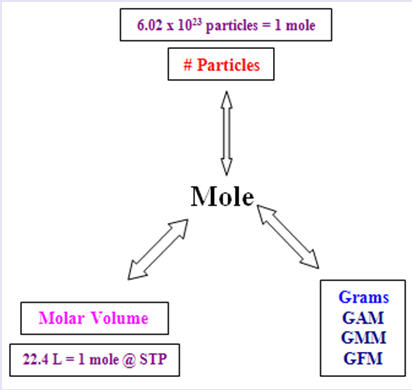 6.02 x 10²³ particles = 1 mole
# Particles
Mole
Molar Volume
22.4 L = 1 mole @ STP
Grams
GAM
GMM
GFM